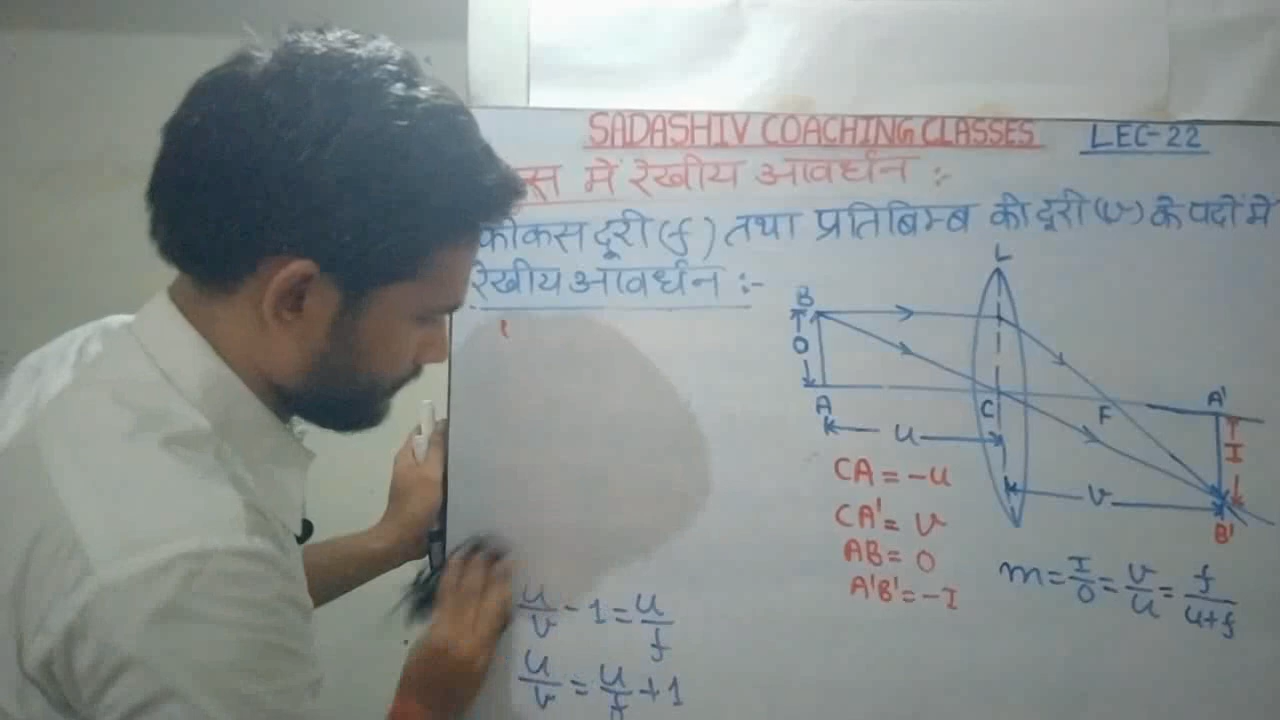 SADASHIV COACHING CLASSES LEC-22
में रेखीय आवर्धन :-
फोकस दूरी (f) तथा प्रतिबिम्ब की दूरी (v) के पदों में
रेखीय आवर्धन :-
L
B
O
A
C
F
A'
I
B'
u
v
CA = -u
CA' = v
AB = O
A'B' = -I
m = I/O = v/u = f/u+f
u/v - 1 = u/f
u/v = u/f + 1